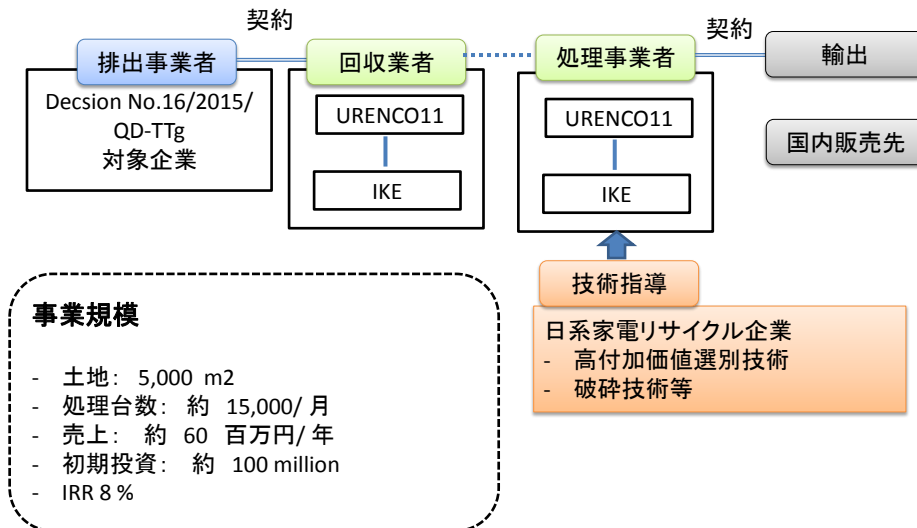 契約
契約
排出事業者
回収業者
処理事業者
輸出
Decsion No.16/2015/
QD-TTg
対象企業
URENCO11
IKE
URENCO11
IKE
国内販売先
技術指導
日系家電リサイクル企業
- 高付加価値選別技術
- 破砕技術等
事業規模
- 土地: 5,000 m2
- 処理台数: 約 15,000/ 月
- 売上: 約 60 百万円/ 年
- 初期投資: 約 100 million
- IRR 8 %